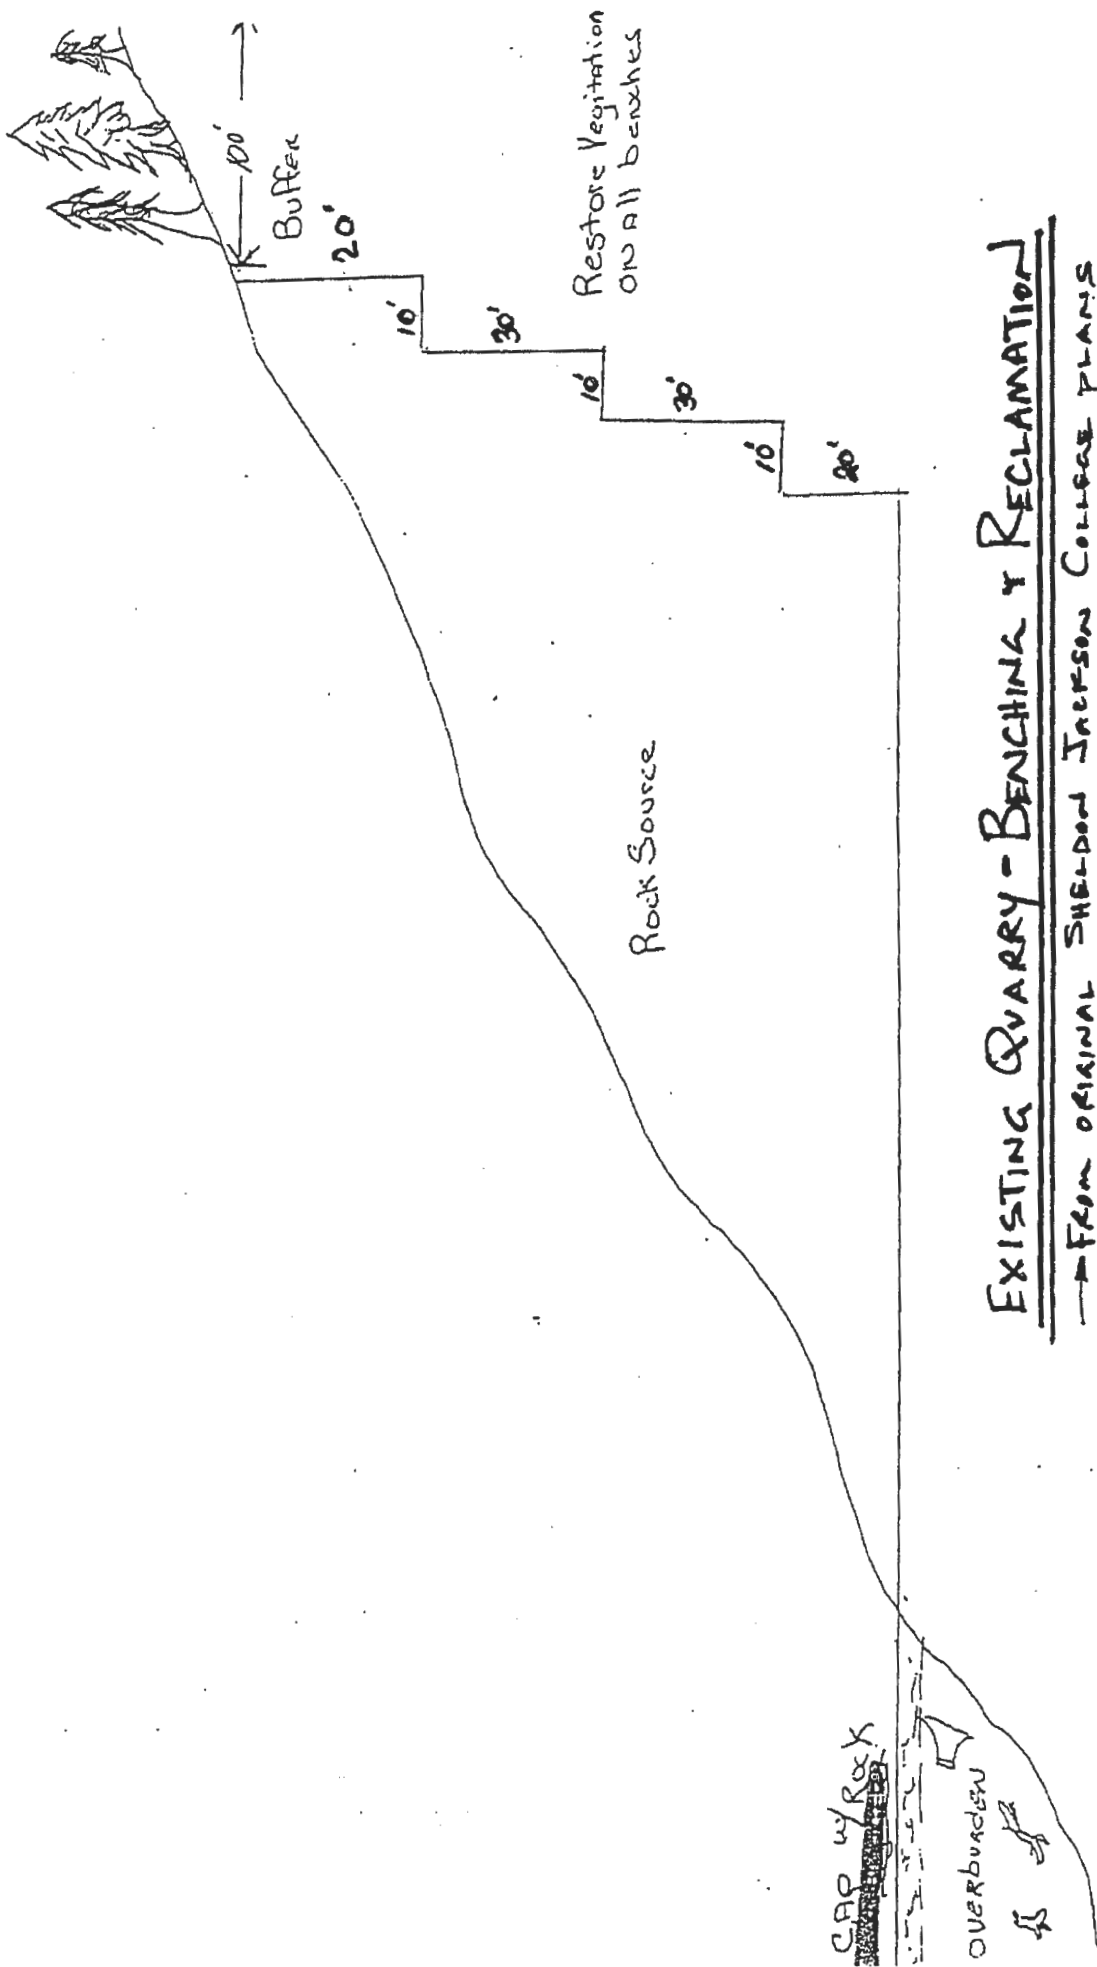 100'
Buffer
20'
10'
30'
Restore Vegitation
ON All benches
10'
30'
10'
20'
Rock Source
CAP w/ Rock
OVERburdEN
EXISTING QUARRY - BENCHING & RECLAMATION
→ FROM ORIGINAL SHELDON JACKSON COLLEGE PLANS